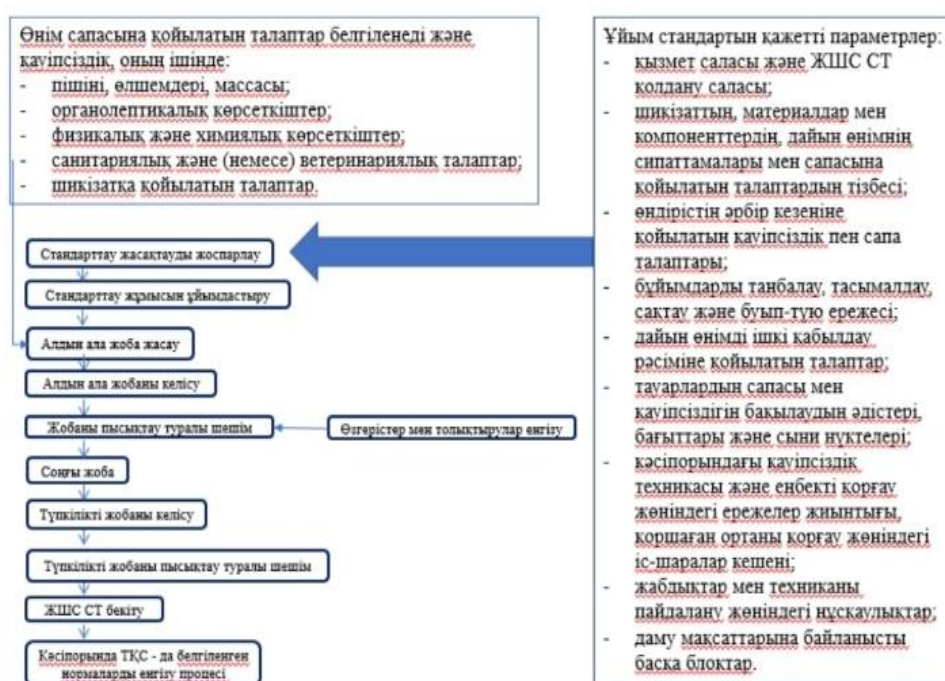 Өнім сапасына қойылатын талаптар белгіленеді және
қауіпсіздік, оның ішінде:
- пішіні, өлшемдері, массасы;
- органолептикалық көрсеткіштер;
- физикалық және химиялық көрсеткіштер;
- санитариялық және (немесе) ветеринариялық талаптар;
- шикізатқа қойылатын талаптар.
Стандарттау жасақтауды жоспарлау
Стандарттау жұмысын ұйымдастыру
Алдын ала жоба жасау
Алдын ала жобаны келісу
Жобаны пысықтау туралы шешім
Өзгерістер мен толықтырулар енгізу
Соңғы жоба
Түпкілікті жобаны келісу
Түпкілікті жобаны пысықтау туралы шешім
ЖШС СТ бекіту
Кәсіпорында ТҚС - да белгіленген
нормаларды енгізу процесі
Ұйым стандартын қажетті параметрлер:
- қызмет саласы және ЖШС СТ
қолдану саласы;
- шикізаттың, материалдар мен
компоненттердің, дайын өнімнің
сипаттамалары мен сапасына
қойылатын талаптардың тізбесі;
- өндірістің әрбір кезеңіне
қойылатын қауіпсіздік пен сапа
талаптары;
- бұйымдарды таңбалау, тасымалдау,
сақтау және буып-түю ережесі;
- дайын өнімді ішкі қабылдау
рәсіміне қойылатын талаптар;
- тауарлардың сапасы мен
қауіпсіздігін бақылаудың әдістері,
бағыттары және сыни нүктелері;
- кәсіпорындағы қауіпсіздік
техникасы және еңбекті қорғау
жөніндегі ережелер жиынтығы,
қоршаған ортаны қорғау жөніндегі
іс-шаралар кешені;
- жабдықтар мен техниканы
пайдалану жөніндегі нұсқаулықтар;
- даму мақсаттарына байланысты
басқа блоктар.